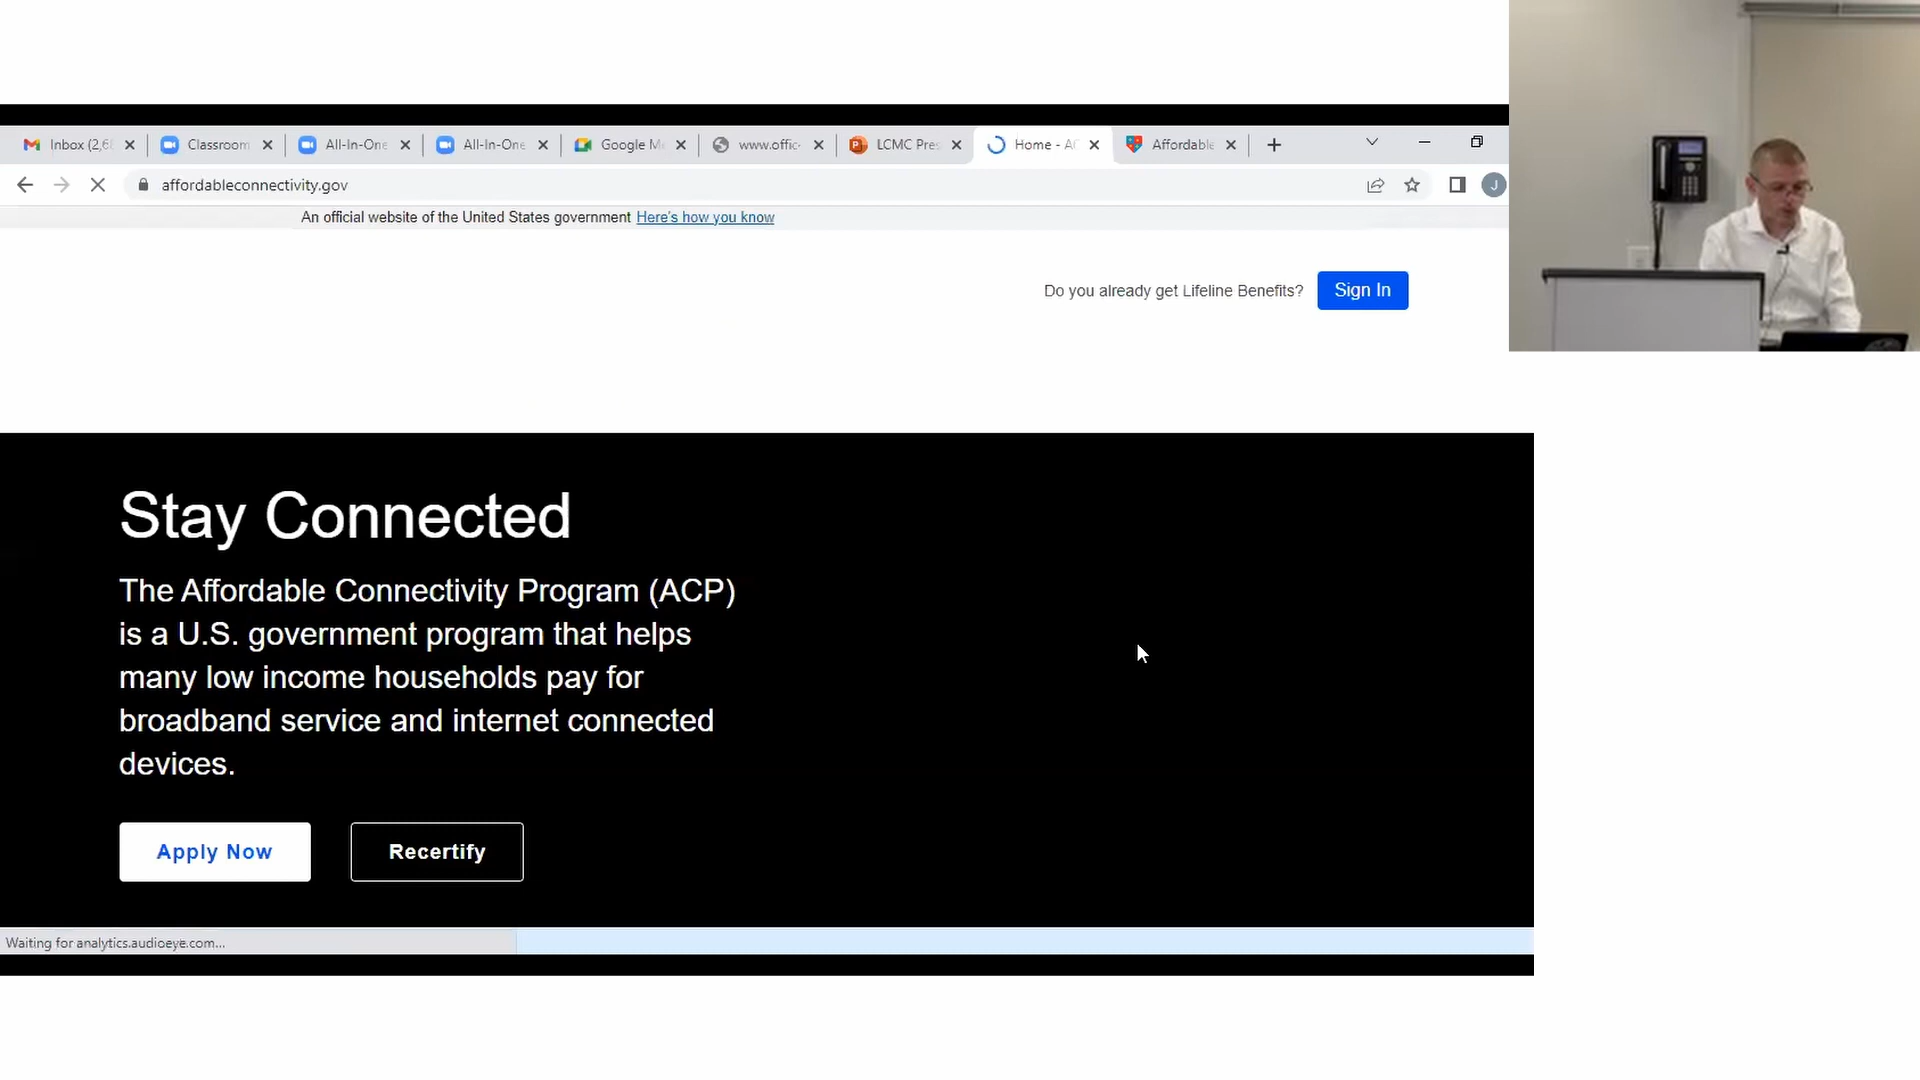 Inbox (2,6
Classroom
All-In-One
All-In-One
Google M
www.offic
LCMC Pres
Home - AC
Affordable
affordableconnectivity.gov
J
An official website of the United States government Here's how you know
Do you already get Lifeline Benefits? Sign In
Stay Connected
The Affordable Connectivity Program (ACP)
is a U.S. government program that helps
many low income households pay for
broadband service and internet connected
devices.
Apply Now
Recertify
Waiting for analytics.audioeye.com...